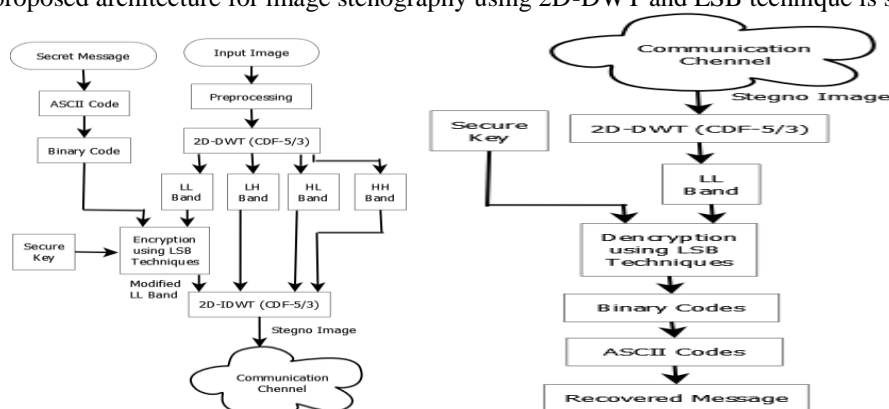 proposed architecture for image stenography using 2D-DWT and LSB technique is s
Secret Message
Input Image
ASCII Code
Preprocessing
Binary Code
2D-DWT (CDF-5/3)
LL
Band
LH
Band
HL
Band
HH
Band
Secure
Key
Encryption
using LSB
Techniques
Modified
LL Band
2D-IDWT (CDF-5/3)
Stegno Image
Communication
Channel
Communication
Chennel
Stegno Image
Secure
Key
2D-DWT (CDF-5/3)
LL
Band
Dencryption
using LSB
Techniques
Binary Codes
ASCII Codes
Recovered Message